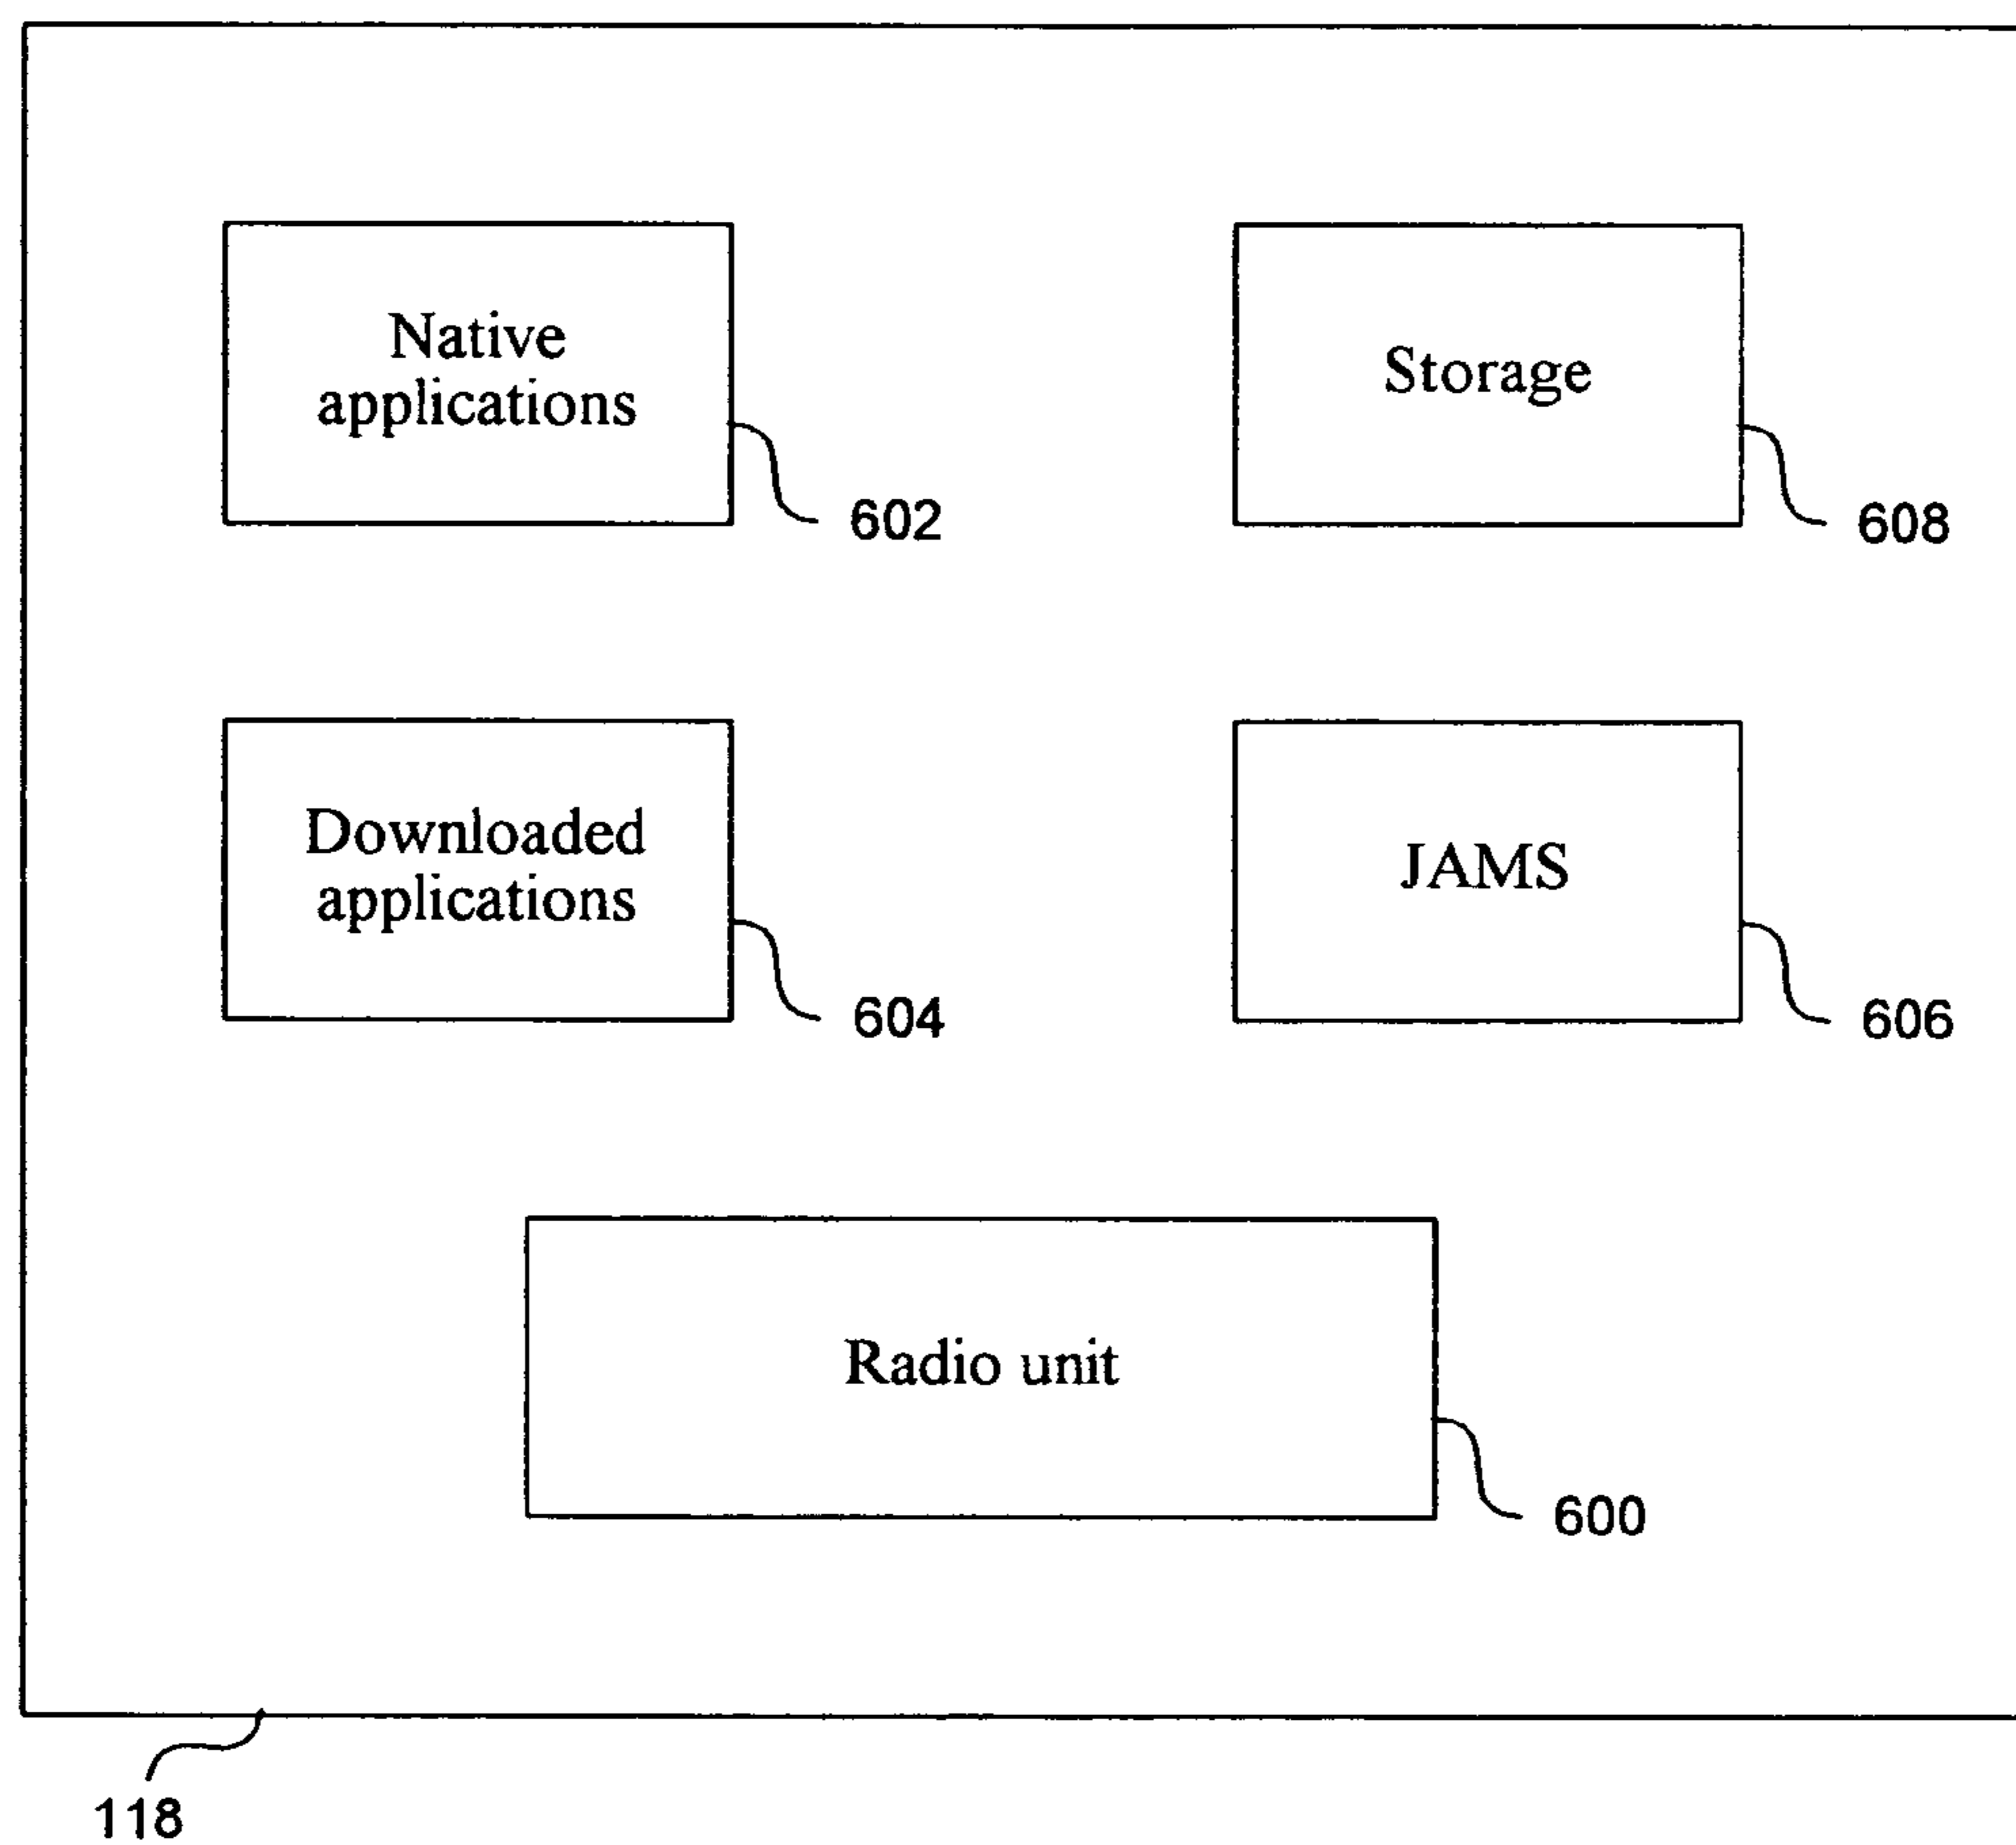 Native
applications
602
Storage
608
Downloaded
applications
604
JAMS
606
Radio unit
600
118